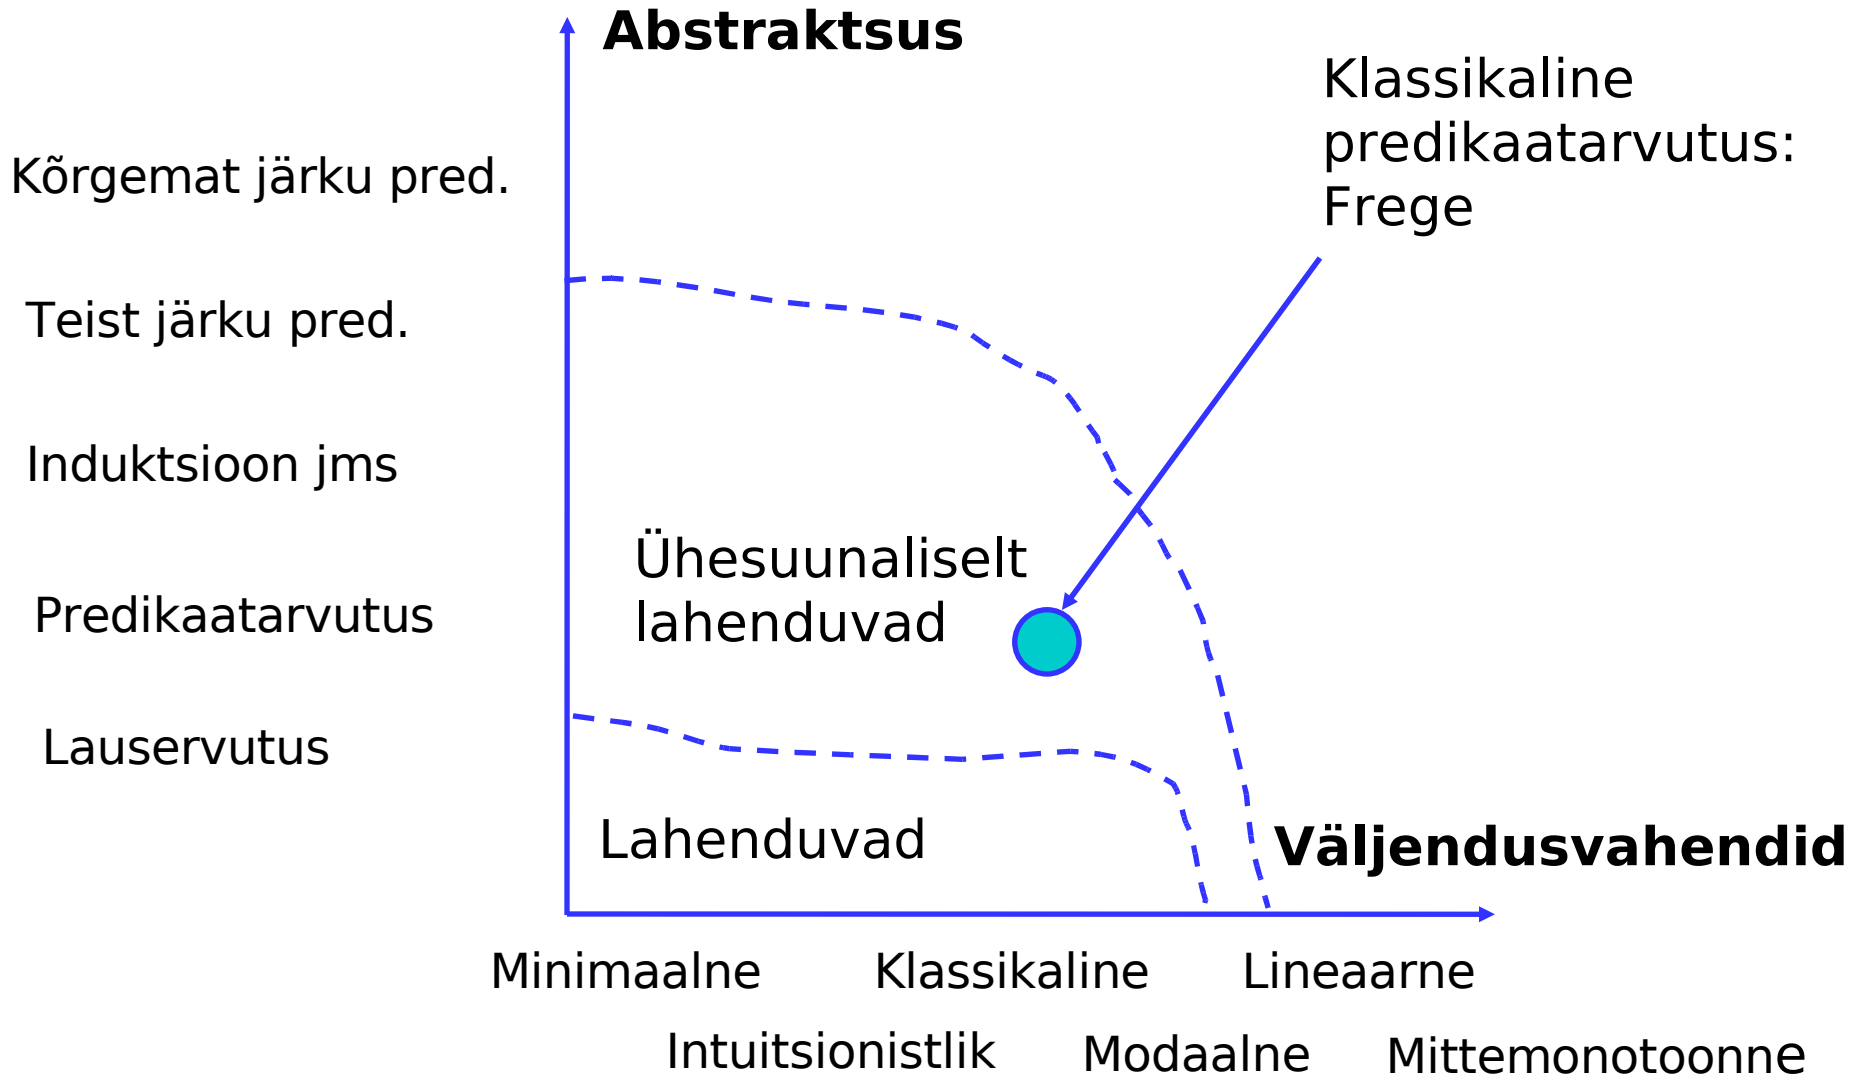 Abstraktsus
Klassikaline
predikaatarvutus:
Frege
Kõrgemat järku pred.
Teist järku pred.
Induktsioon jms
Ühesuunaliselt
lahenduvad
Predikaatarvutus
Lauservutus
Lahenduvad
Väljendusvahendid
Minimaalne
Klassikaline
Lineaarne
Intuitsionistlik
Modaalne
Mittemonotoonne